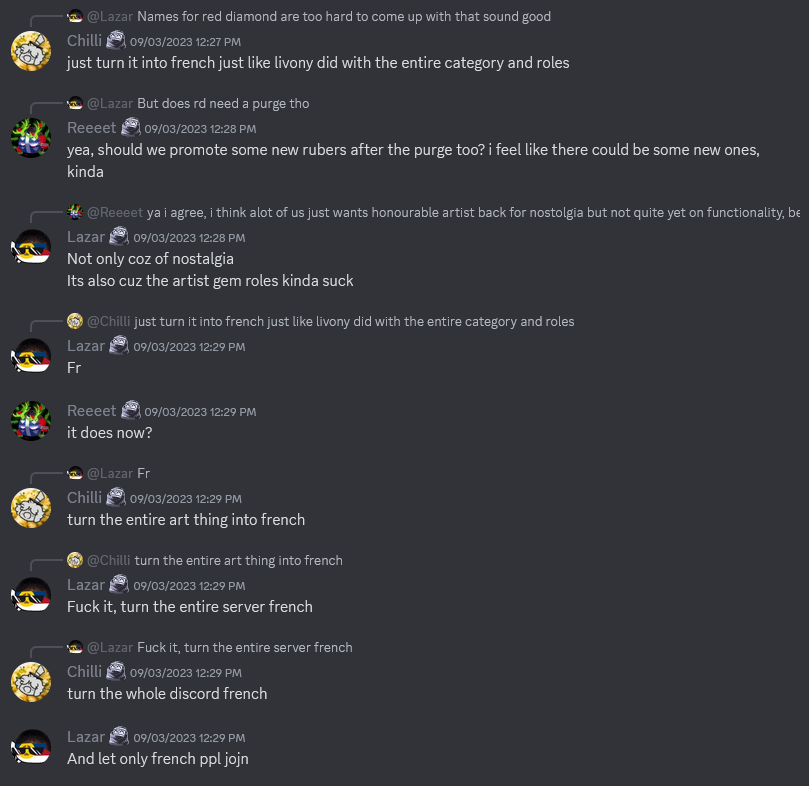 @Lazar Names for red diamond are too hard to come up with that sound good
Chilli 09/03/2023 12:27 PM
just turn it into french just like livony did with the entire category and roles
@Lazar But does rd need a purge tho
Reeeet 09/03/2023 12:28 PM
yea, should we promote some new rubers after the purge too? i feel like there could be some new ones,
kinda
@Reeeet ya i agree, i think alot of us just wants honourable artist back for nostolgia but not quite yet on functionality, be
Lazar 09/03/2023 12:28 PM
Not only coz of nostalgia
Its also cuz the artist gem roles kinda suck
@Chilli just turn it into french just like livony did with the entire category and roles
Lazar 09/03/2023 12:29 PM
Fr
Reeeet 09/03/2023 12:29 PM
it does now?
@Lazar Fr
Chilli 09/03/2023 12:29 PM
turn the entire art thing into french
@Chilli turn the entire art thing into french
Lazar 09/03/2023 12:29 PM
Fuck it, turn the entire server french
@Lazar Fuck it, turn the entire server french
Chilli 09/03/2023 12:29 PM
turn the whole discord french
Lazar 09/03/2023 12:29 PM
And let only french ppl jojn